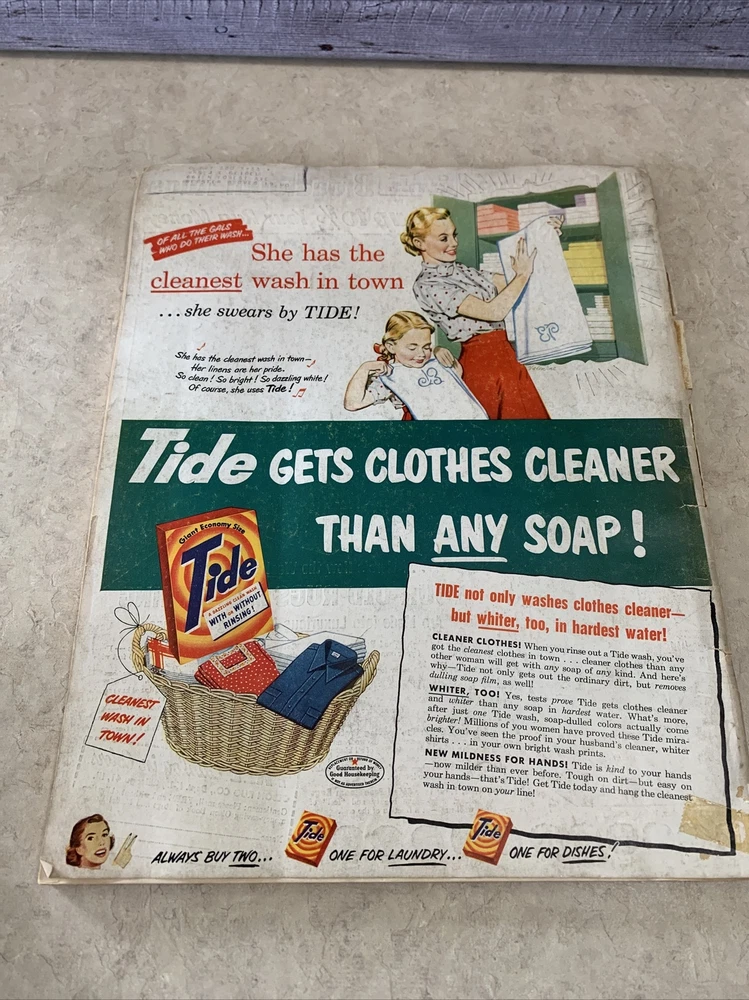 OF ALL THE GALS
WHO DO THEIR WASH...
She has the
cleanest wash in town
...she swears by TIDE!
She has the cleanest wash in town—
Her linens are her pride.
So clean! So bright! So dazzling white!
Of course, she uses Tide!
Tide GETS CLOTHES CLEANER
THAN ANY SOAP!
Giant Economy Size
Tide
A DAZZLING CLEAN WASH
WITH OR WITHOUT
RINSING!
CLEANEST
WASH IN
TOWN!
TIDE not only washes clothes cleaner—
but whiter, too, in hardest water!
CLEANER CLOTHES! When you rinse out a Tide wash, you've
got the cleanest clothes in town . . . cleaner clothes than any
other woman will get with any soap of any kind. And here's
why—Tide not only gets out the ordinary dirt, but removes
dulling soap film, as well!
WHITER, TOO! Yes, tests prove Tide gets clothes cleaner
and whiter than any soap in hardest water. What's more,
after just one Tide wash, soap-dulled colors actually come
brighter! Millions of women have proved these Tide mira-
cles. You've seen the proof in your husband's cleaner, whiter
shirts . . . in your own bright wash prints.
NEW MILDNESS FOR HANDS! Tide is kind to your hands
—now milder than ever before. Tough on dirt—but easy on
your hands—that's Tide! Get Tide today and hang the cleanest
wash in town on your line!
Guaranteed by
Good Housekeeping
ALWAYS BUY TWO... Tide ONE FOR LAUNDRY... Tide ONE FOR DISHES!